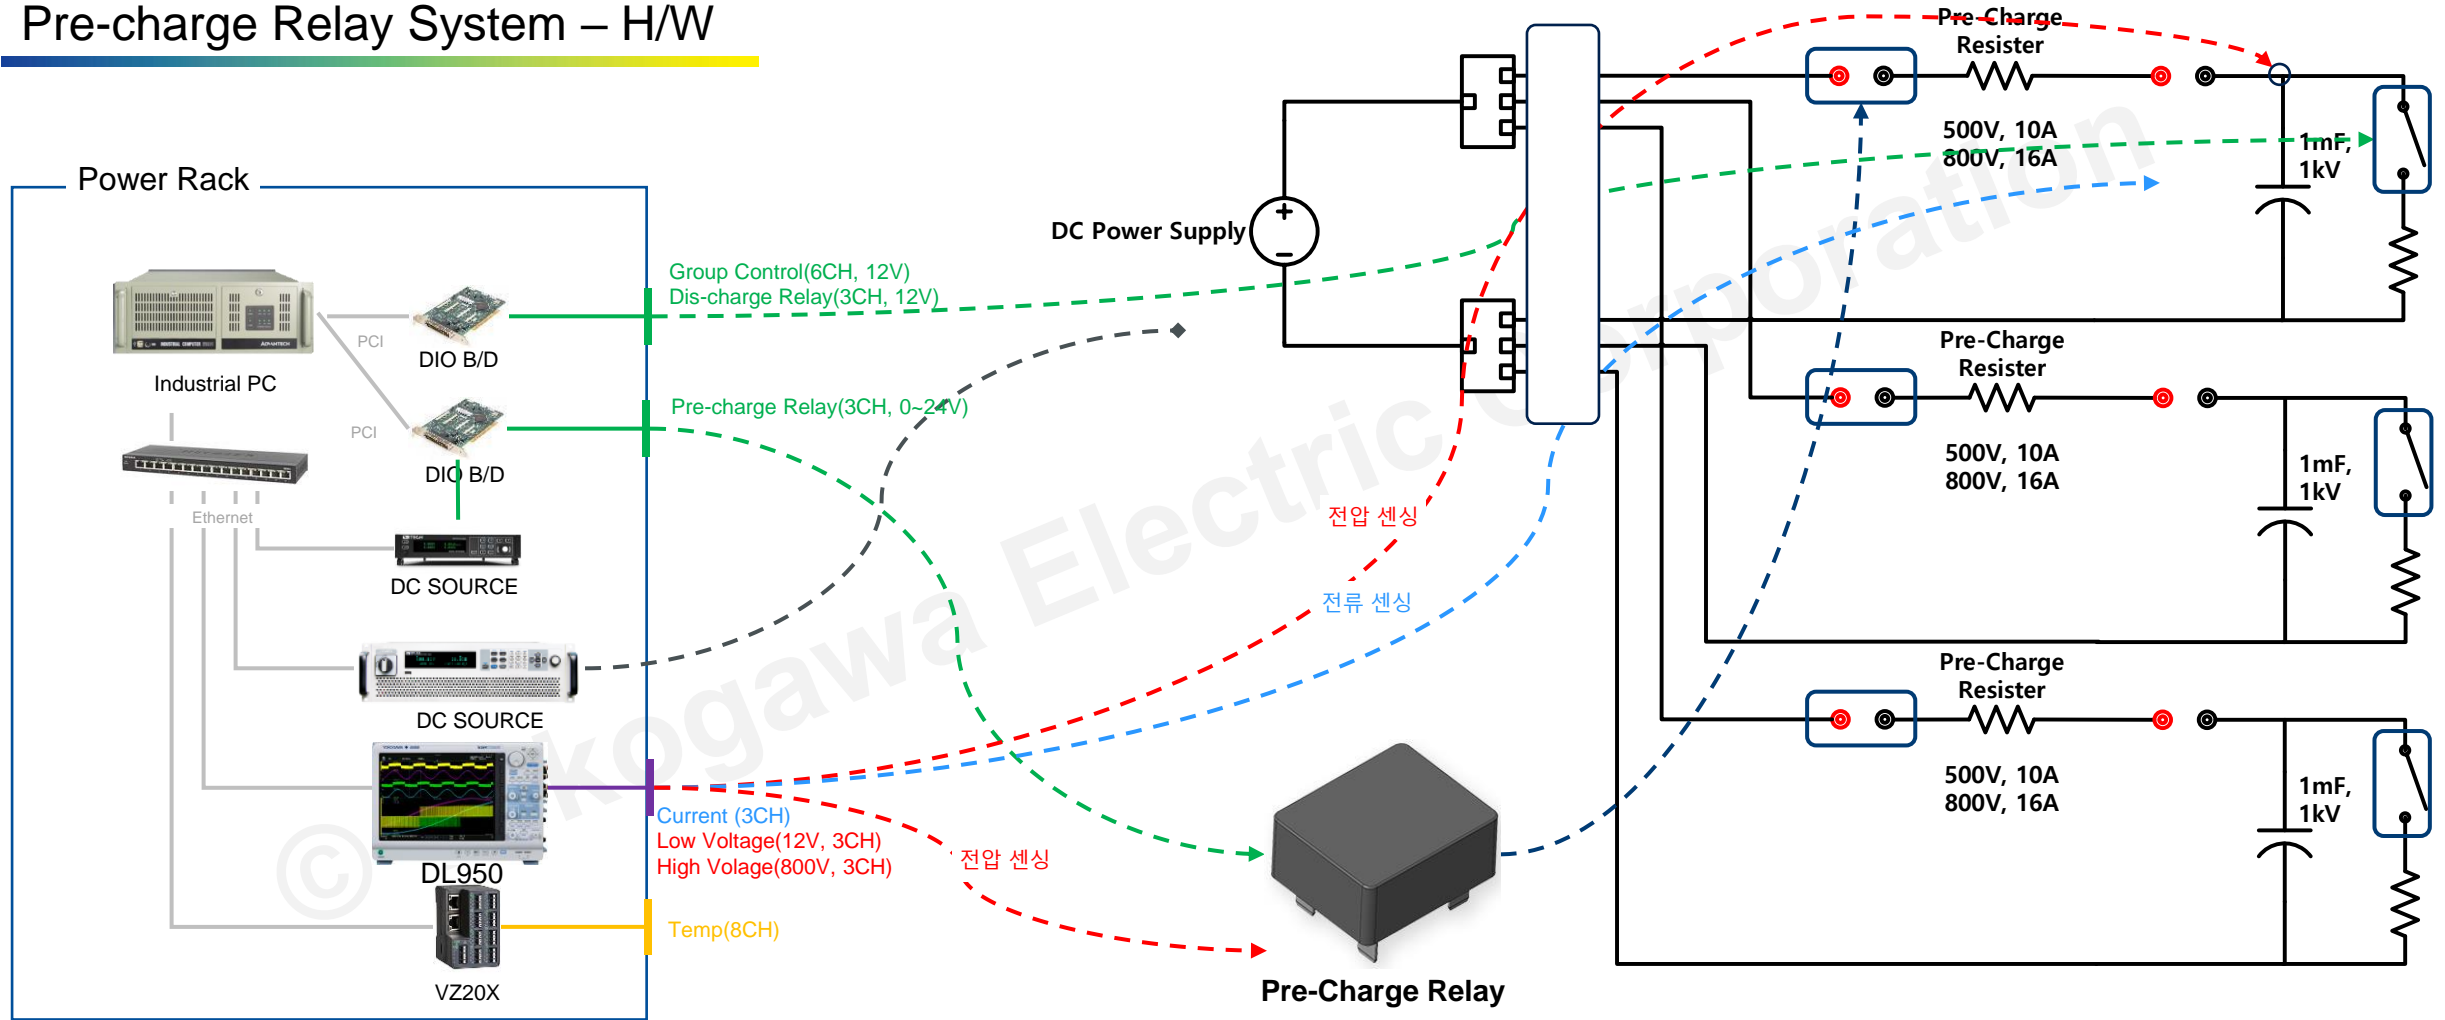 Pre-charge Relay System – H/W
Power Rack
Industrial PC
PCI
DIO B/D
PCI
DIO B/D
Ethernet
DC SOURCE
DC SOURCE
DL950
VZ20X
Group Control(6CH, 12V)
Dis-charge Relay(3CH, 12V)
Pre-charge Relay(3CH, 0~24V)
Current (3CH)
Low Voltage(12V, 3CH)
High Volage(800V, 3CH)
Temp(8CH)
DC Power Supply
전압 센싱
전류 센싱
전압 센싱
Pre-Charge Relay
Pre-Charge
Resister
500V, 10A
800V, 16A
1mF,
1kV
Pre-Charge
Resister
500V, 10A
800V, 16A
1mF,
1kV
Pre-Charge
Resister
500V, 10A
800V, 16A
1mF,
1kV